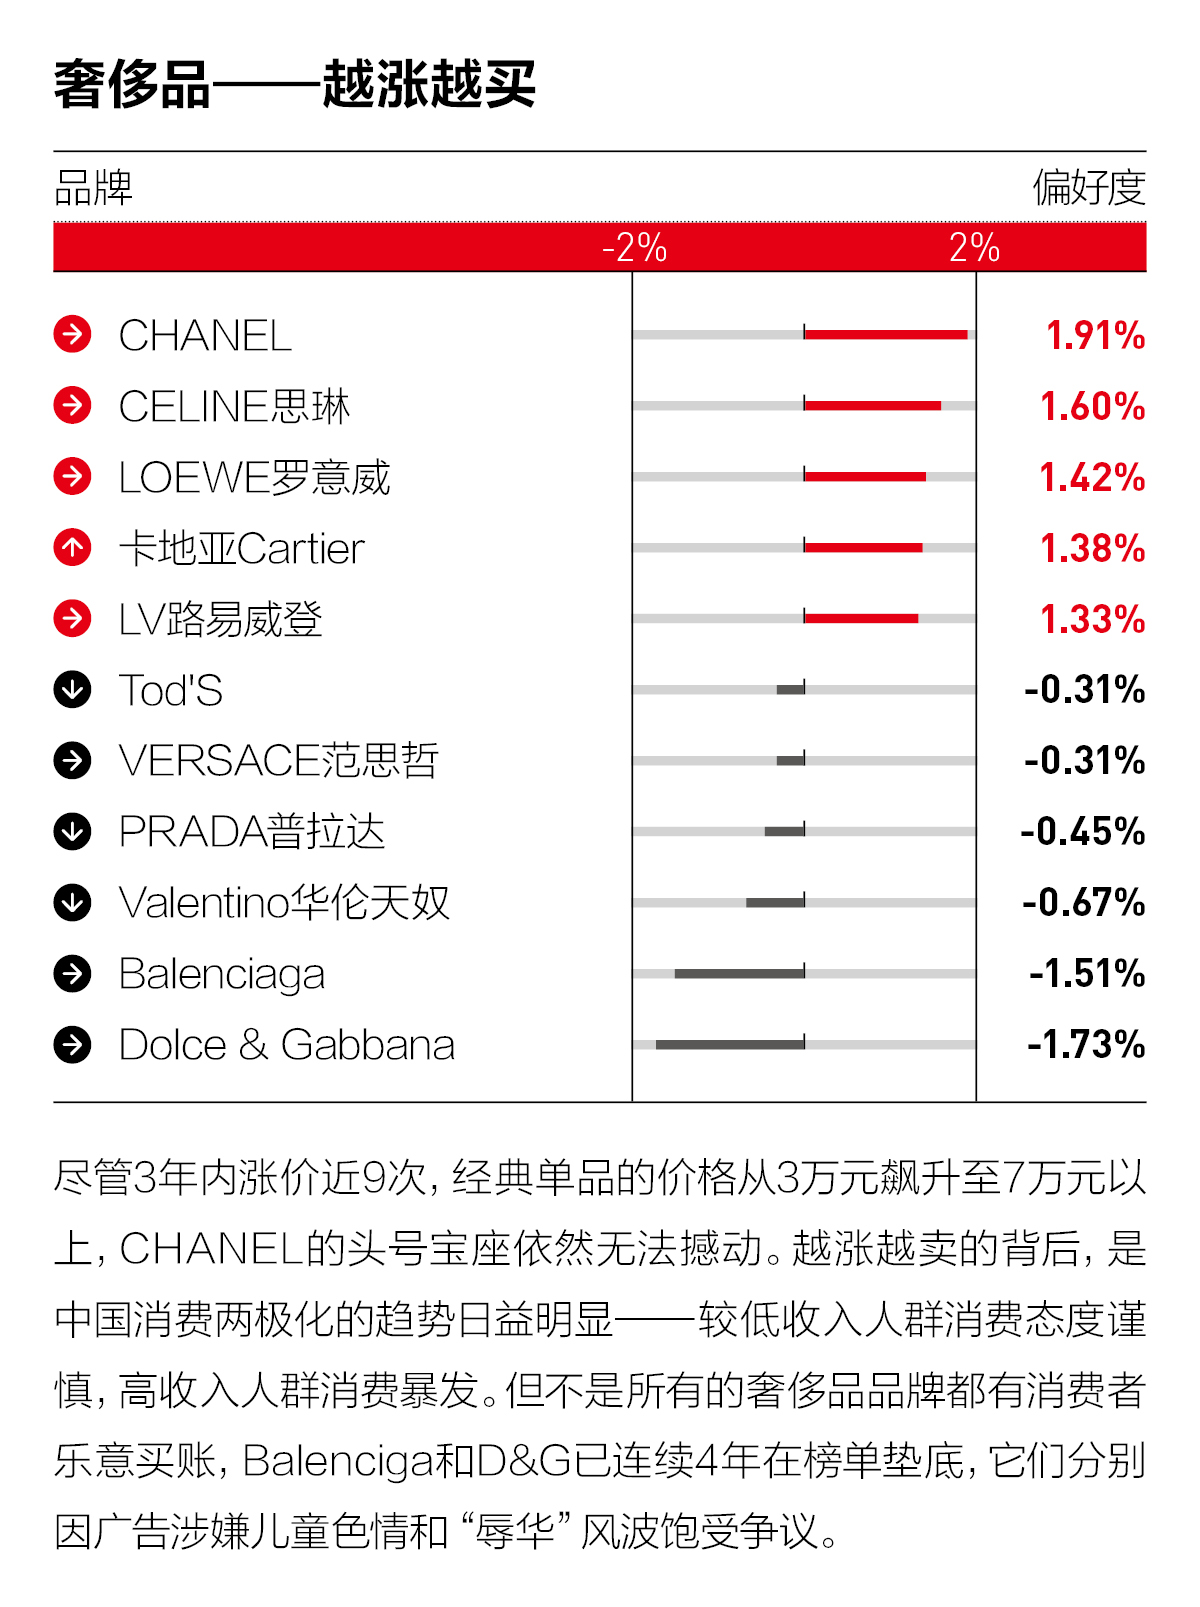 奢侈品——越涨越买
品牌 偏好度
-2% 2%
CHANEL 1.91%
CELINE思琳 1.60%
LOEWE罗意威 1.42%
卡地亚Cartier 1.38%
LV路易威登 1.33%
Tod'S -0.31%
VERSACE范思哲 -0.31%
PRADA普拉达 -0.45%
Valentino华伦天奴 -0.67%
Balenciaga -1.51%
Dolce & Gabbana -1.73%
尽管3年内涨价近9次，经典单品的价格从3万元飙升至7万元以
上，CHANEL的头号宝座依然无法撼动。越涨越卖的背后，是
中国消费两极化的趋势日益明显——较低收入人群消费态度谨
慎，高收入人群消费暴发。但不是所有的奢侈品品牌都有消费者
乐意买账，Balenciga和D&G已连续4年在榜单垫底，它们分别
因广告涉嫌儿童色情和“辱华”风波饱受争议。